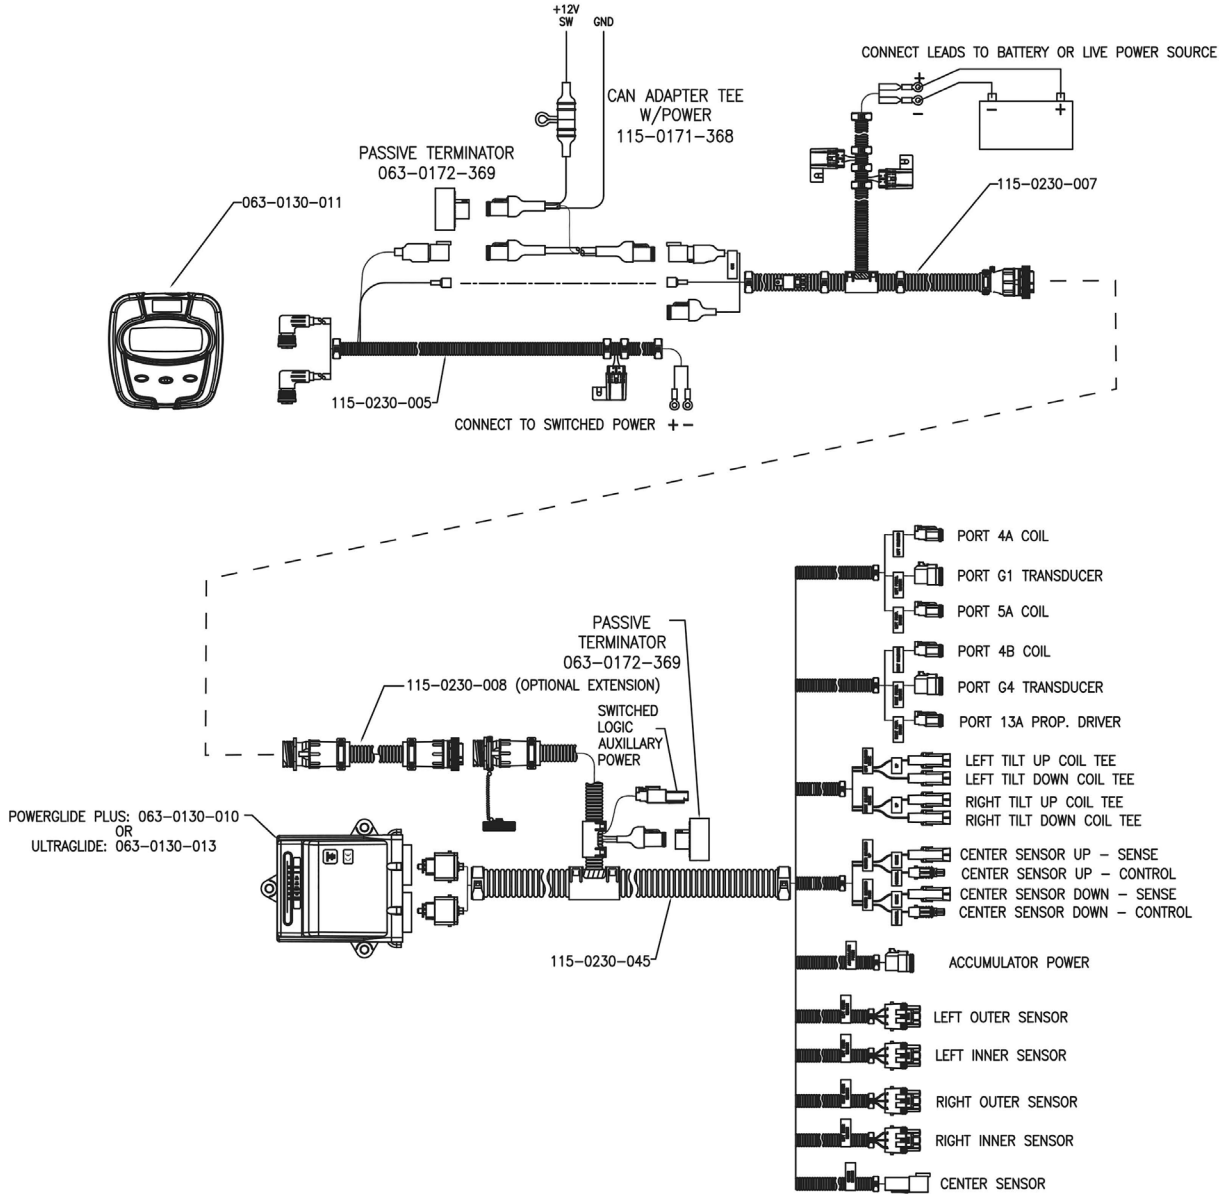 +12V
SW
GND
CONNECT LEADS TO BATTERY OR LIVE POWER SOURCE
+
-
-
+
CAN ADAPTER TEE
W/POWER
115-0171-368
PASSIVE TERMINATOR
063-0172-369
063-0130-011
115-0230-007
115-0230-005
CONNECT TO SWITCHED POWER + -
PORT 4A COIL
PORT G1 TRANSDUCER
PORT 5A COIL
PORT 4B COIL
PORT G4 TRANSDUCER
PORT 13A PROP. DRIVER
PASSIVE
TERMINATOR
063-0172-369
115-0230-008 (OPTIONAL EXTENSION)
SWITCHED
LOGIC
AUXILLARY
POWER
LEFT TILT UP COIL TEE
LEFT TILT DOWN COIL TEE
RIGHT TILT UP COIL TEE
RIGHT TILT DOWN COIL TEE
POWERGLIDE PLUS: 063-0130-010
OR
ULTRAGLIDE: 063-0130-013
CENTER SENSOR UP - SENSE
CENTER SENSOR UP - CONTROL
CENTER SENSOR DOWN - SENSE
CENTER SENSOR DOWN - CONTROL
115-0230-045
ACCUMULATOR POWER
LEFT OUTER SENSOR
LEFT INNER SENSOR
RIGHT OUTER SENSOR
RIGHT INNER SENSOR
CENTER SENSOR